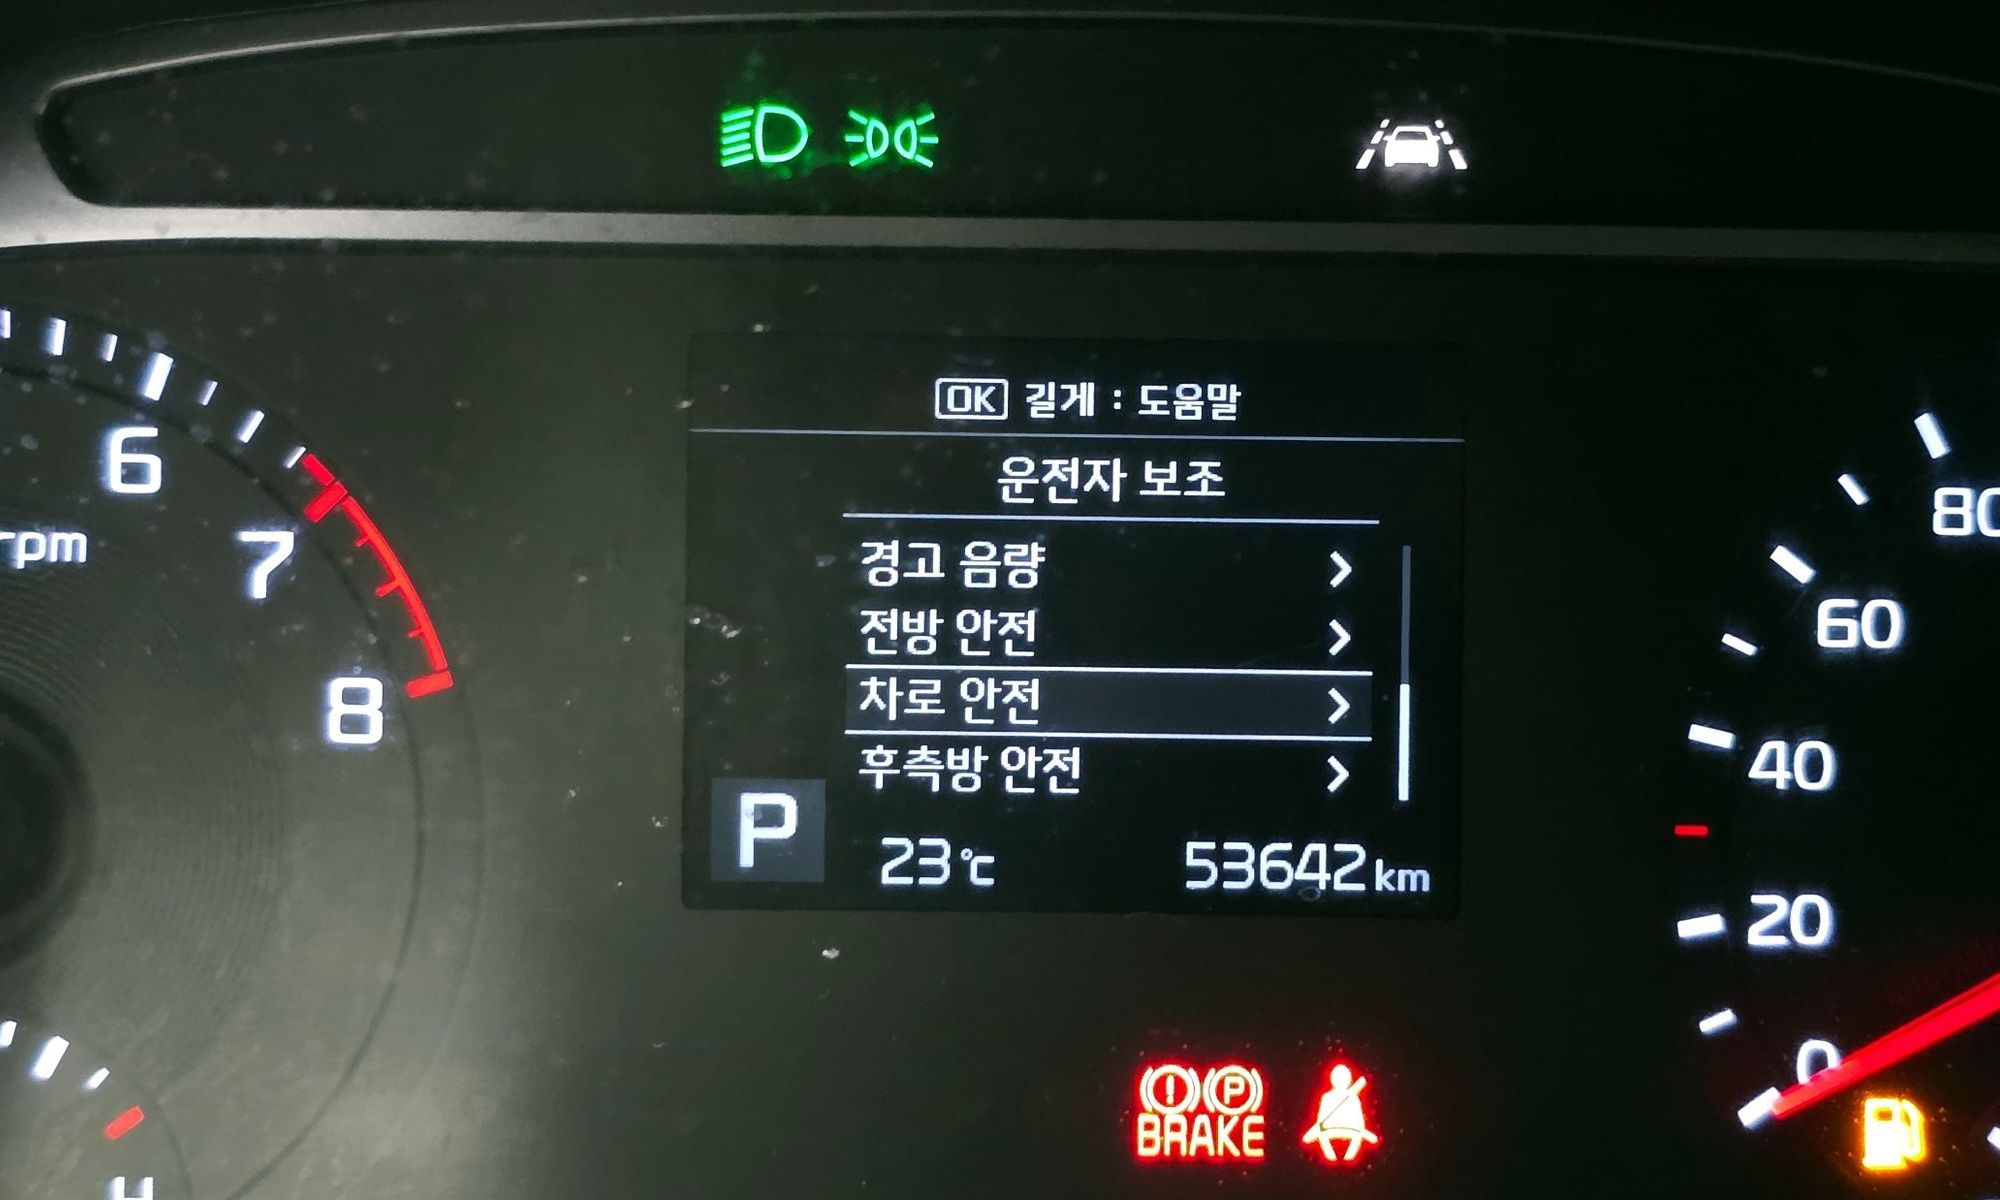 OK 길게 : 도움말
운전자 보조
경고 음량
전방 안전
차로 안전
후측방 안전
P
23℃ 53642 km
6
rpm
7
8
80
60
40
20
0
P
BRAKE